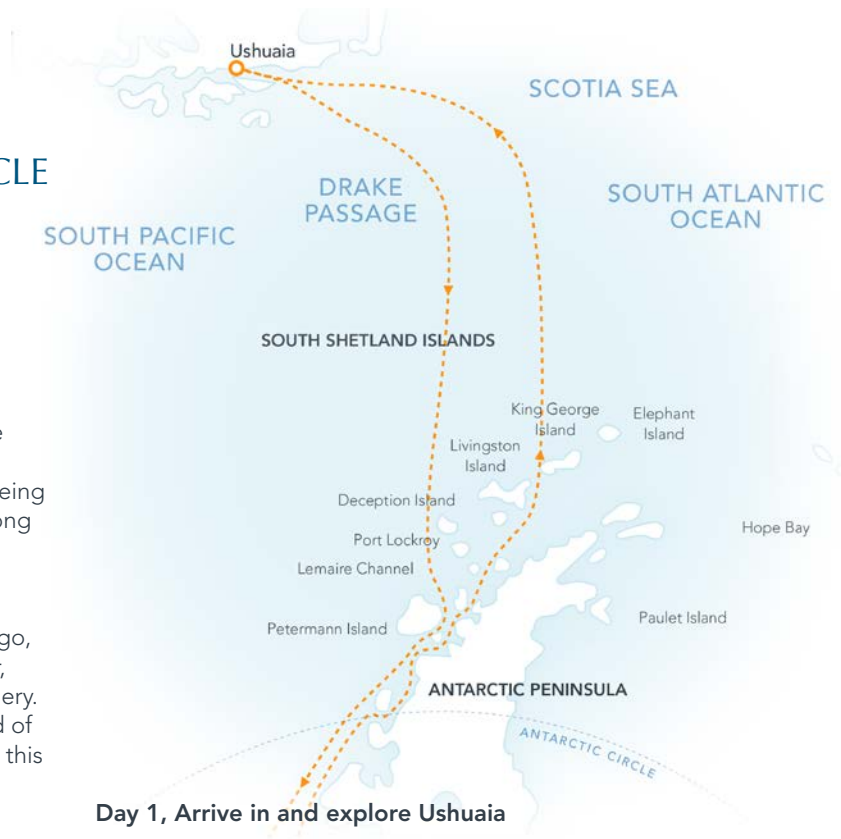 Ushuaia
SCOTIA SEA
CLE
DRAKE
PASSAGE
SOUTH ATLANTIC
OCEAN
SOUTH PACIFIC
OCEAN
SOUTH SHETLAND ISLANDS
King George
Island
Elephant
Island
Livingston
Island
eing
ong
Deception Island
Port Lockroy
Hope Bay
Lemaire Channel
Petermann Island
Paulet Island
go,
ery.
d of
this
ANTARCTIC PENINSULA
ANTARCTIC CIRCLE
Day 1, Arrive in and explore Ushuaia